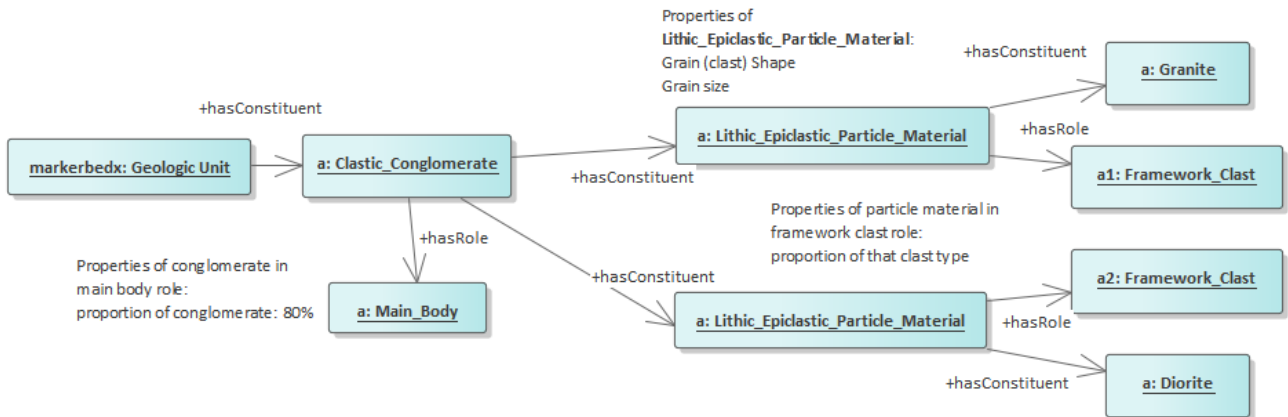 Properties of
Lithic_Epiclastic_Particle_Material:
Grain (clast) Shape
Grain size
+hasConstituent
a: Granite
+hasConstituent
a: Lithic_Epiclastic_Particle_Material
+hasRole
markerbedx: Geologic Unit
a: Clastic_Conglomerate
+hasConstituent
a1: Framework_Clast
Properties of particle material in
framework clast role:
proportion of that clast type
+hasRole
Properties of conglomerate in
main body role:
proportion of conglomerate: 80%
+hasConstituent
a2: Framework_Clast
a: Main_Body
a: Lithic_Epiclastic_Particle_Material
+hasRole
+hasConstituent
a: Diorite